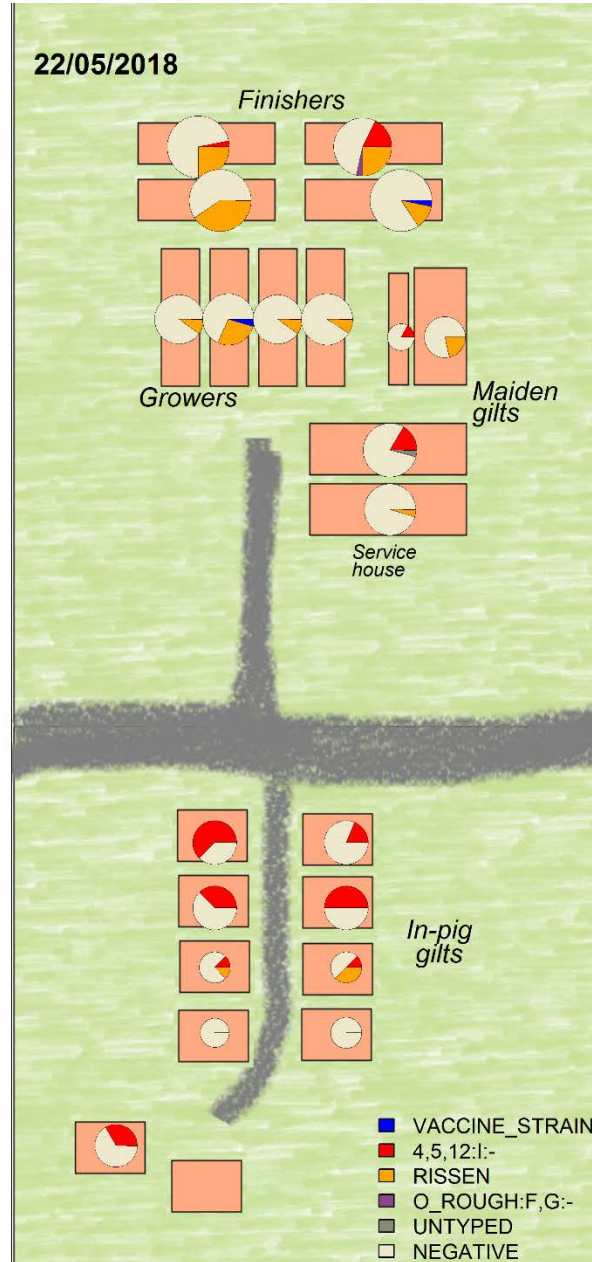 22/05/2018
Finishers
Growers
Maiden
gilts
Service
house
In-pig
gilts
VACCINE_STRAIN
4,5,12:I:-
RISSEN
O_ROUGH:F,G:-
UNTYPED
NEGATIVE